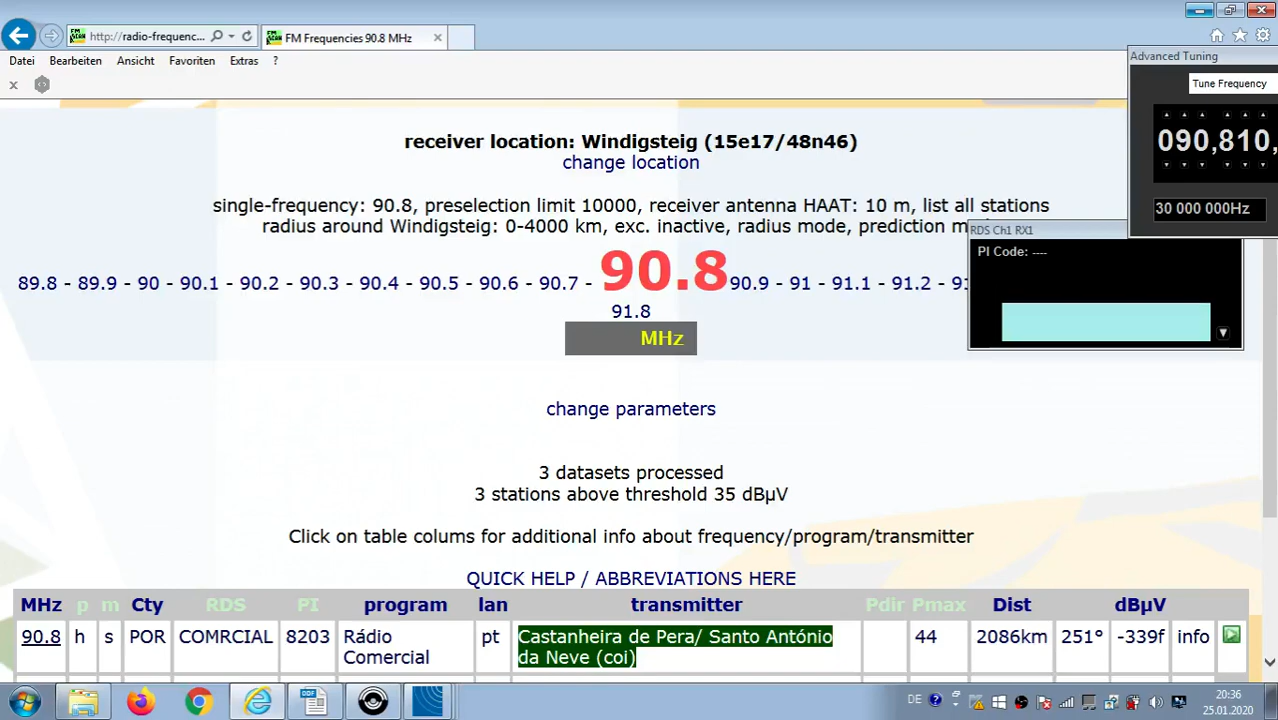 http://radio-frequenc...
FM Frequencies 90.8 MHz
Datei Bearbeiten Ansicht Favoriten Extras ?
Advanced Tuning
Tune Frequency
090,810,
30 000 000Hz
receiver location: Windigsteig (15e17/48n46)
change location
single-frequency: 90.8, preselection limit 10000, receiver antenna HAAT: 10 m, list all stations
radius around Windigsteig: 0-4000 km, exc. inactive, radius mode, prediction m
RDS Ch1 RX1
PI Code: ----
89.8 - 89.9 - 90 - 90.1 - 90.2 - 90.3 - 90.4 - 90.5 - 90.6 - 90.7 - 90.8 90.9 - 91 - 91.1 - 91.2 - 91
91.8
MHz
change parameters
3 datasets processed
3 stations above threshold 35 dBµV
Click on table colums for additional info about frequency/program/transmitter
QUICK HELP / ABBREVIATIONS HERE
MHz p m Cty RDS PI program lan transmitter Pdir Pmax Dist dBµV
90.8 h s POR COMRCIAL 8203 Rádio Comercial pt Castanheira de Pera/ Santo António da Neve (coi) 44 2086km 251° -339f info
DE
20:36
25.01.2020